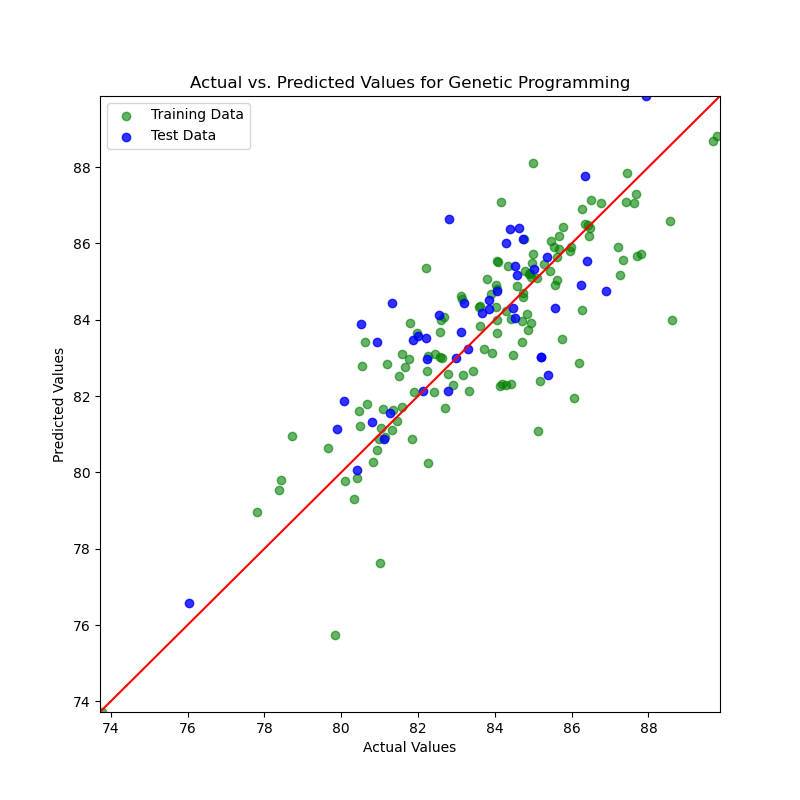 Actual vs. Predicted Values for Genetic Programming
Training Data
Test Data
88
86
84
82
80
78
76
74
Predicted Values
74 76 78 80 82 84 86 88
Actual Values